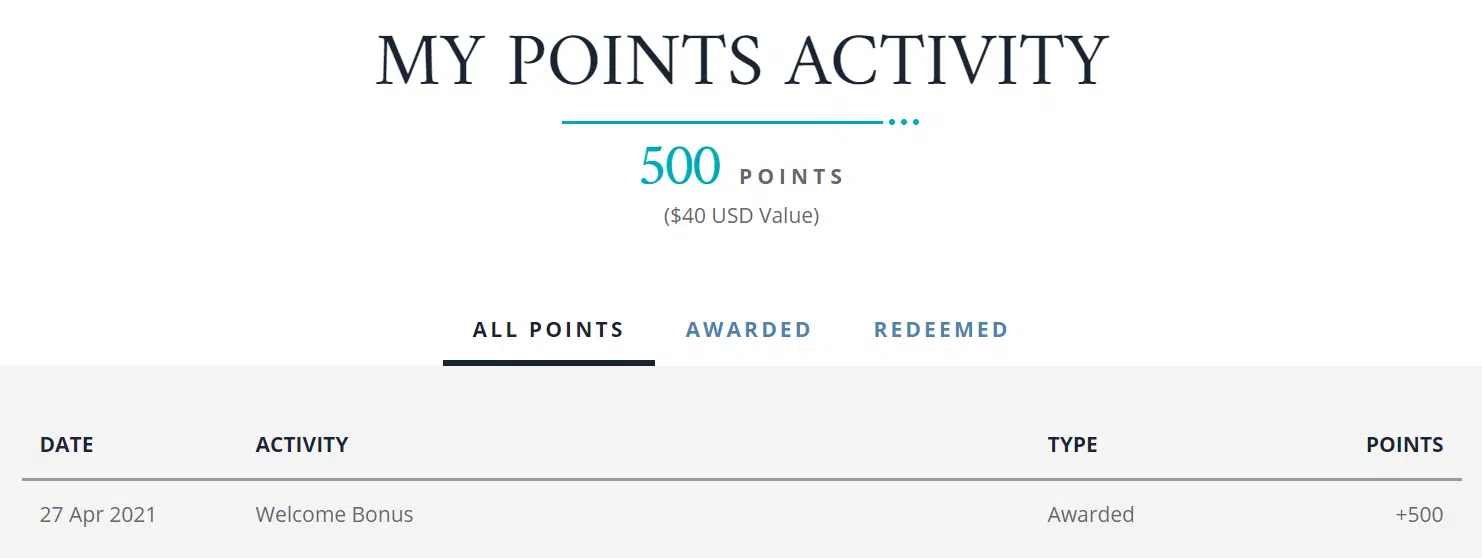 MY POINTS ACTIVITY
500 POINTS
($40 USD Value)
ALL POINTS AWARDED REDEEMED
DATE ACTIVITY TYPE POINTS
27 Apr 2021 Welcome Bonus Awarded +500